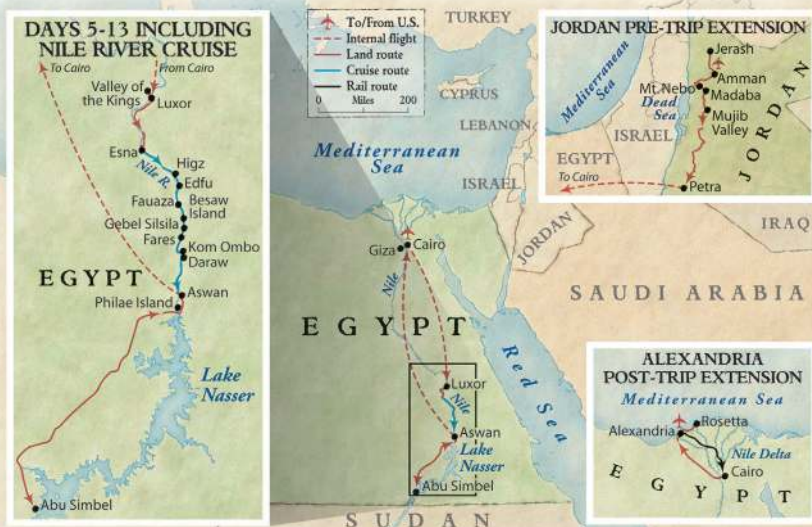 DAYS 5-13 INCLUDING
NILE RIVER CRUISE
To Cairo
From Cairo
Valley of
the Kings
Luxor
Esna
Nile R.
Higz
Edfu
Fauaza
Besaw
Island
Gebel Silsila
Fares
Kom Ombo
Daraw
EGYPT
Aswan
Philae Island
Lake
Nasser
Abu Simbel
To/From U.S.
Internal flight
Land route
Cruise route
Rail route
0 Miles 200
TURKEY
CYPRUS
SYRIA
LEBANON
Mediterranean
Sea
ISRAEL
JORDAN
IRAQ
Giza
Cairo
Nile
EGYPT
SAUDI ARABIA
Red Sea
Luxor
Nile
Aswan
Lake
Nasser
Abu Simbel
SUDAN
JORDAN PRE-TRIP EXTENSION
Jerash
Mediterranean
Sea
Amman
Mt. Nebo
Madaba
Dead
Sea
Mujib
Valley
ISRAEL
JORDAN
EGYPT
To Cairo
Petra
ALEXANDRIA
POST-TRIP EXTENSION
Mediterranean Sea
Rosetta
Alexandria
Nile Delta
Cairo
EGYPT